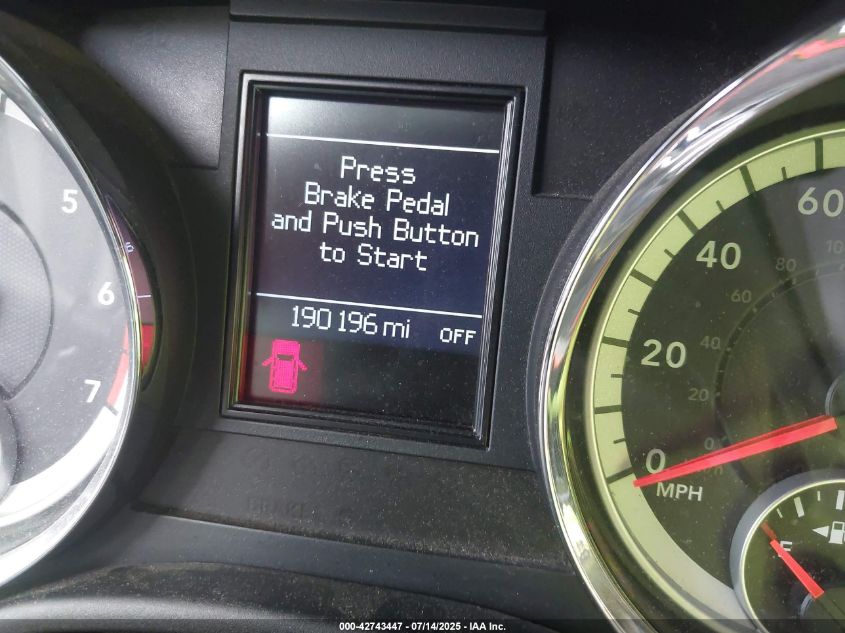 Press
Brake Pedal
and Push Button
to Start
190196 mi OFF
5
6
7
60
40
20
0
MPH
80
60
40
20
0
E
000-42743447 - 07/14/2025 - IAA Inc.